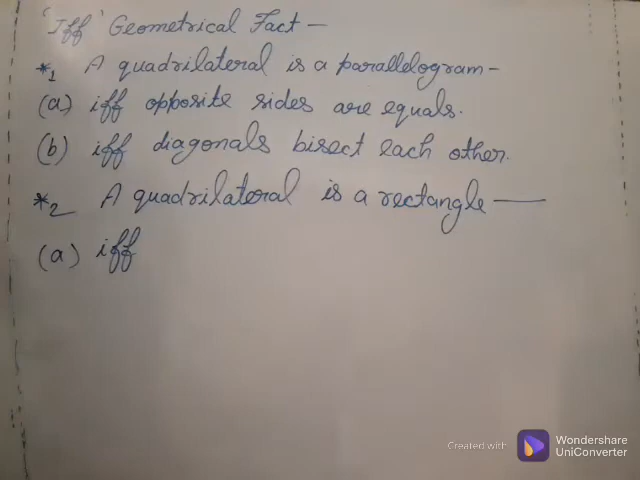 'Iff' Geometrical Fact —
*1 A quadrilateral is a parallelogram –
(a) iff opposite sides are equals.
(b) iff diagonals bisect each other.
*2 A quadrilateral is a rectangle —
(a) iff
Created with Wondershare UniConverter